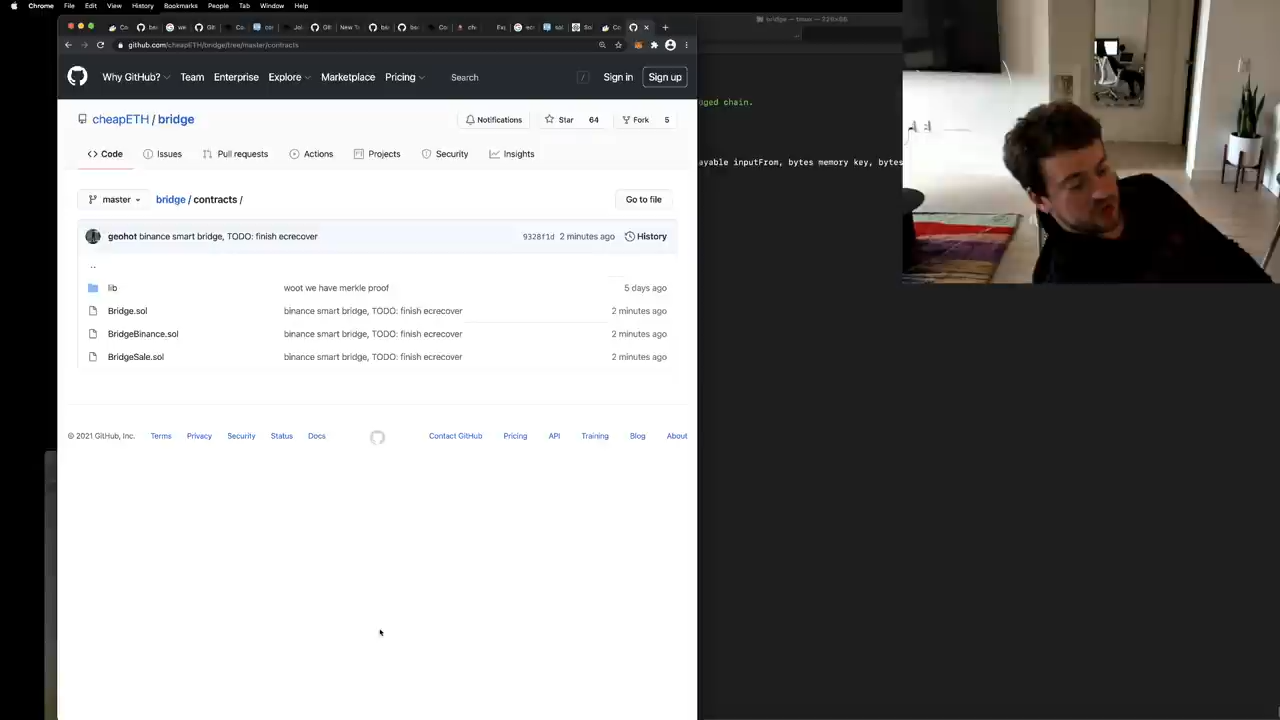 Chrome File Edit View History Bookmarks People Tab Window Help
bridge — tmux —
github.com/cheapETH/bridge/tree/master/contracts
Why GitHub? Team Enterprise Explore Marketplace Pricing Search / Sign in Sign up
cheapETH / bridge Notifications Star 64 Fork 5
Code Issues Pull requests Actions Projects Security Insights
master bridge / contracts / Go to file
geohot binance smart bridge, TODO: finish ecrecover 9328f1d 2 minutes ago History
..
lib woot we have merkle proof 5 days ago
Bridge.sol binance smart bridge, TODO: finish ecrecover 2 minutes ago
BridgeBinance.sol binance smart bridge, TODO: finish ecrecover 2 minutes ago
BridgeSale.sol binance smart bridge, TODO: finish ecrecover 2 minutes ago
© 2021 GitHub, Inc. Terms Privacy Security Status Docs Contact GitHub Pricing API Training Blog About
aged chain.
ayable inputFrom, bytes memory key, bytes